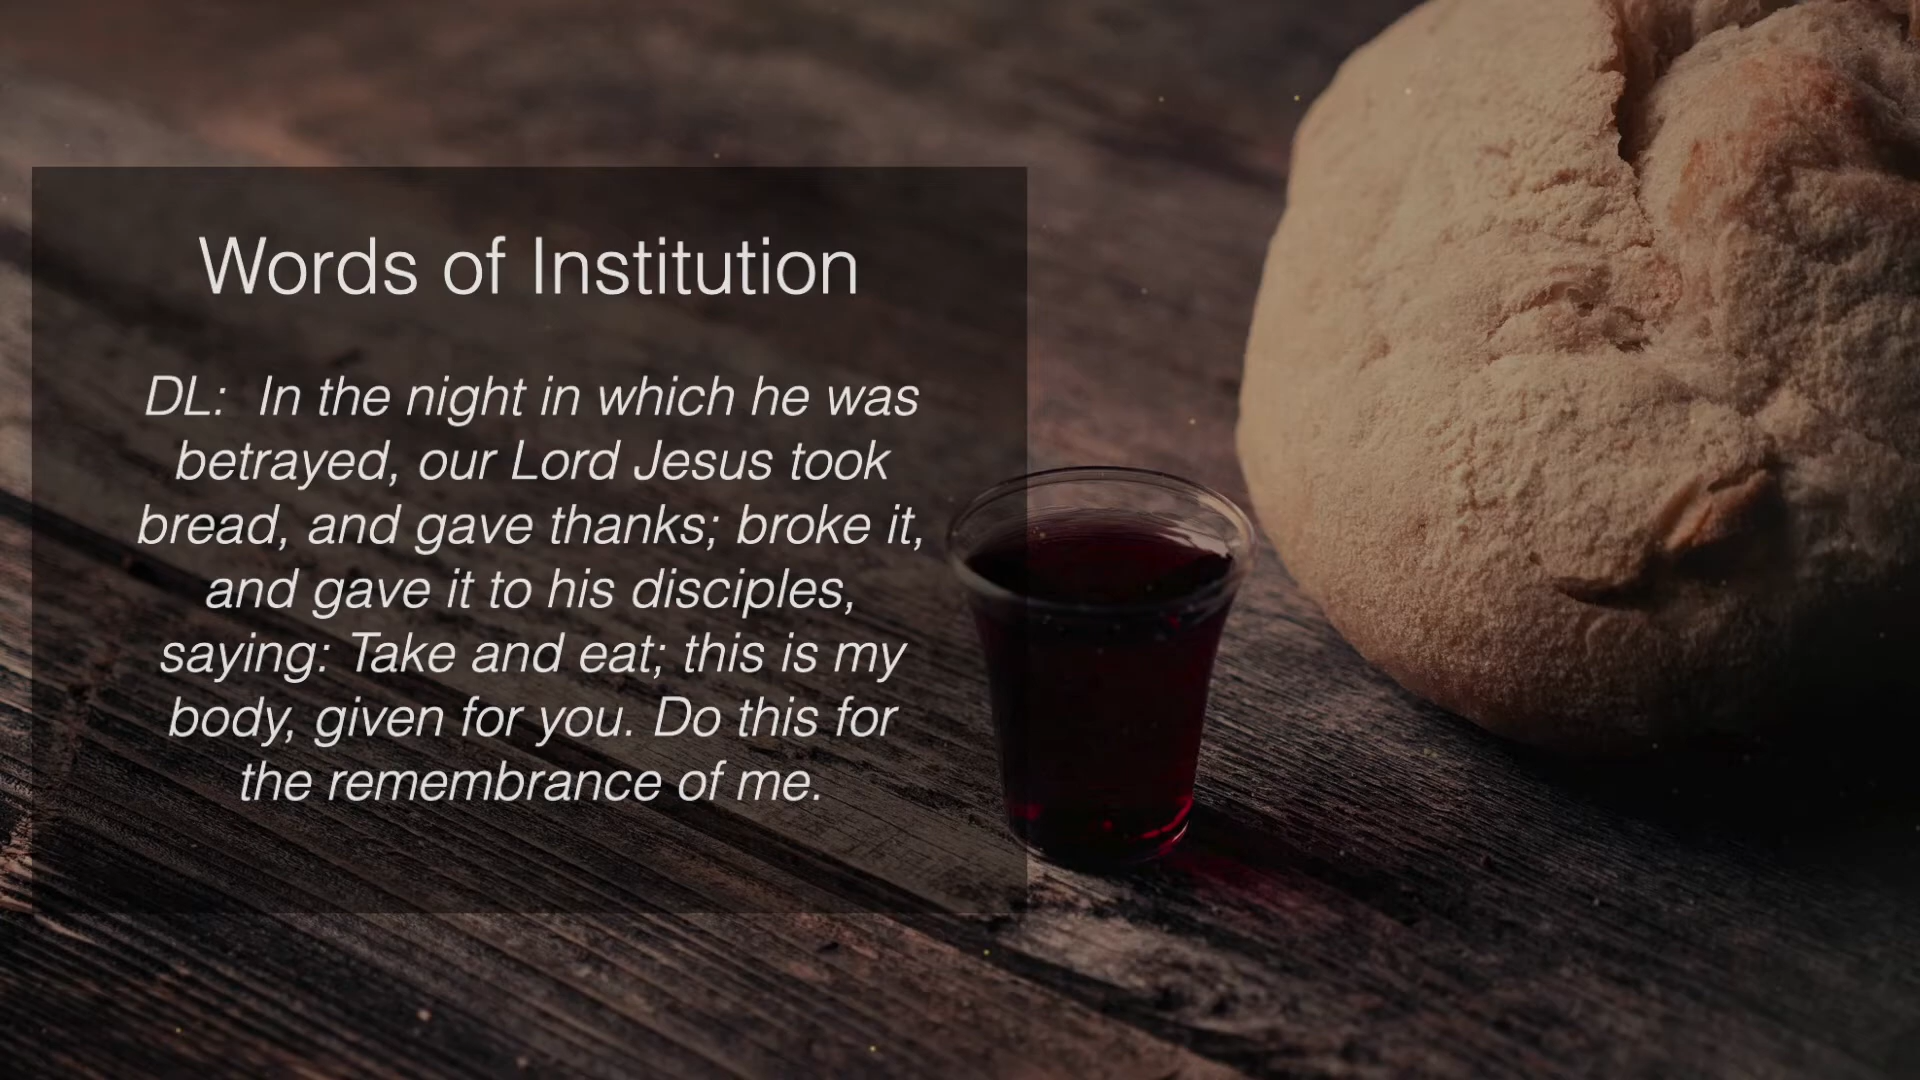 Words of Institution
DL:  In the night in which he was
betrayed, our Lord Jesus took
bread, and gave thanks; broke it,
and gave it to his disciples,
saying: Take and eat; this is my
body, given for you. Do this for
the remembrance of me.